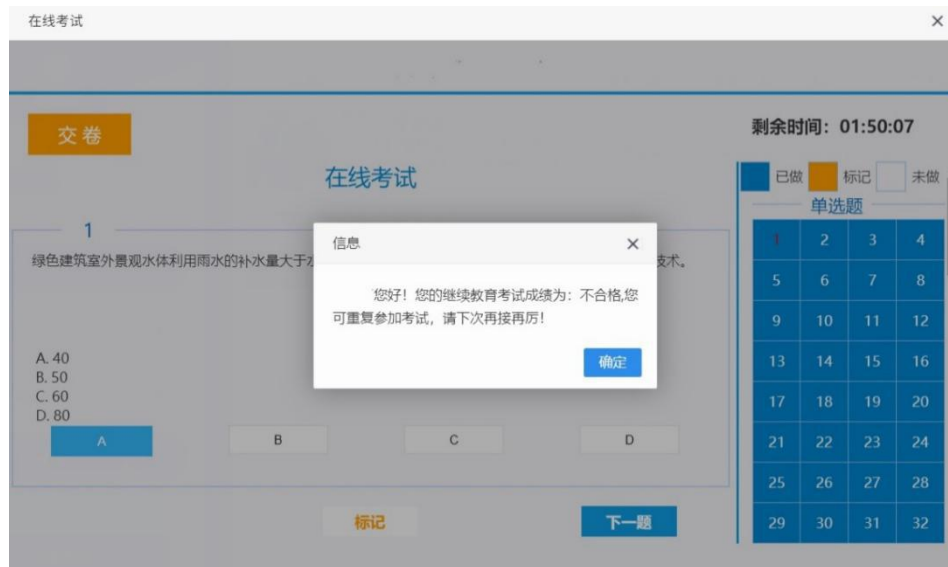 在线考试
交卷
剩余时间：01:50:07
在线考试
已做 标记 未做
单选题
1
绿色建筑室外景观水体利用雨水的补水量大于
技术。
A. 40
B. 50
C. 60
D. 80
A B C D
标记 下一题
信息
您好！您的继续教育考试成绩为：不合格,您
可重复参加考试，请下次再接再厉！
确定
1 2 3 4
5 6 7 8
9 10 11 12
13 14 15 16
17 18 19 20
21 22 23 24
25 26 27 28
29 30 31 32